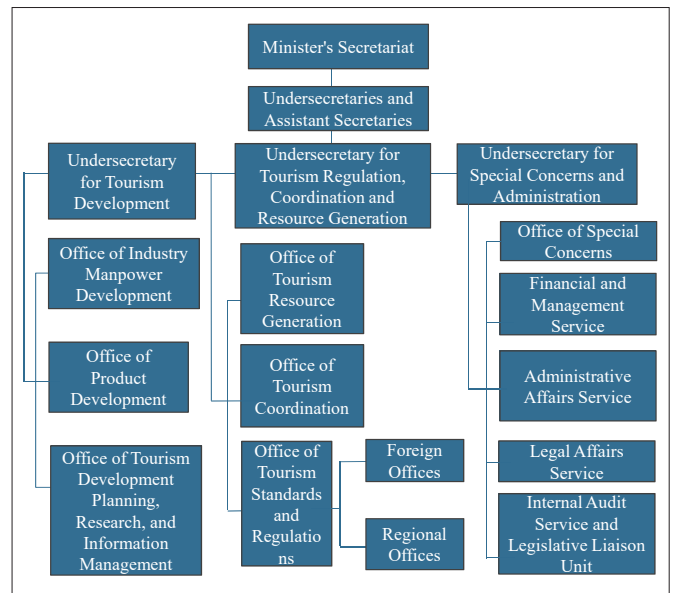 Minister's Secretariat
Undersecretaries and
Assistant Secretaries
Undersecretary
for Tourism
Development
Undersecretary for
Tourism Regulation,
Coordination and
Resource Generation
Undersecretary for
Special Concerns and
Administration
Office of Industry
Manpower
Development
Office of
Product
Development
Office of Tourism
Development
Planning,
Research, and
Information
Management
Office of
Tourism
Resource
Generation
Office of
Tourism
Coordination
Office of
Tourism
Standards
and
Regulatio
ns
Foreign
Offices
Regional
Offices
Office of Special
Concerns
Financial and
Management
Service
Administrative
Affairs Service
Legal Affairs
Service
Internal Audit
Service and
Legislative Liaison
Unit